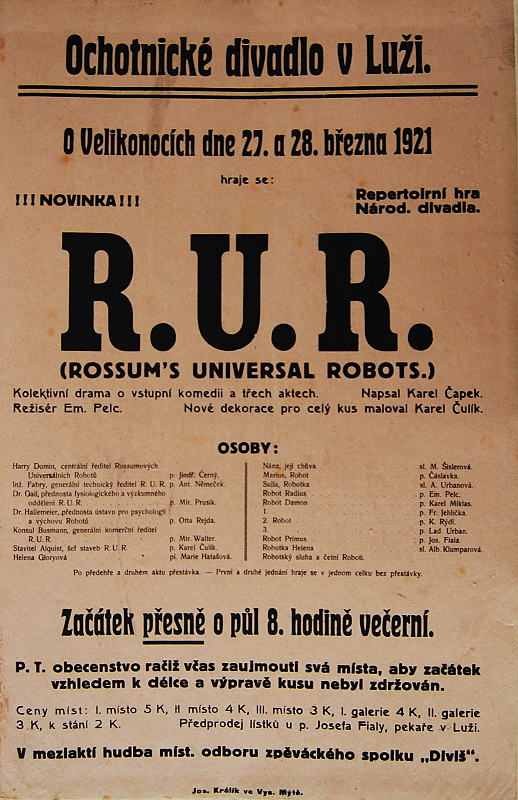 Ochotnické divadlo v Luži.
O Velikonocích dne 27. a 28. března 1921
hraje se:
!!! NOVINKA !!!
Repertoirní hra
Národ. divadla.
R. U. R.
(ROSSUM'S UNIVERSAL ROBOTS.)
Kolektivní drama o vstupní komedii a třech aktech. Napsal Karel Čapek.
Režisér Em. Pelc. Nové dekorace pro celý kus maloval Karel Čulík.
OSOBY:
Harry Domin, centrální ředitel Rossumových
Universálních Robotů p. Jindř. Černý.
Inž. Fabry, generální technický ředitel R. U. R. p. Ant. Němeček.
Dr. Gall, přednosta fysiologického a výzkumného
oddělení R. U. R. p. Mir. Prusík.
Dr. Hallemeier, přednosta ústavu pro psychologii
a výchovu Robotů p. Otta Rejda.
Konsul Busmann, generální komerční ředitel
R. U. R. p. Mir. Walter.
Stavitel Alquist, šef staveb R. U. R. p. Karel Čulík.
Helena Gloryová pí. Marie Hatašová.
Nána, její chůva sl. M. Šislerová.
Marius, Robot p. Čáslavka.
Sulla, Robotka sl. A. Urbanová.
Robot Radius p. Em. Pelc.
Robot Damon p. Karel Miklas.
1. p. Fr. Jehlička.
2. Robot p. K. Rýdl.
3. p. Lad. Urban.
Robot Primus p. Jos. Fiala
Robotka Helena sl. Alb. Klumparová.
Robotský sluha a četní Roboti.
Po předehře a druhém aktu přestávka. — První a druhé jednání hraje se v jednom celku bez přestávky.
Začátek přesně o půl 8. hodině večerní.
P. T. obecenstvo račiž včas zaujmouti svá místa, aby začátek
vzhledem k délce a výpravě kusu nebyl zdržován.
Ceny míst: I. místo 5 K, II místo 4 K, III. místo 3 K, I. galerie 4 K, II. galerie
3 K, k stání 2 K. Předprodej lístků u p. Josefa Fialy, pekaře v Luži.
V meziaktí hudba míst. odboru zpěváckého spolku „Diviš“.
Jos. Králík ve Vys. Mýtě.